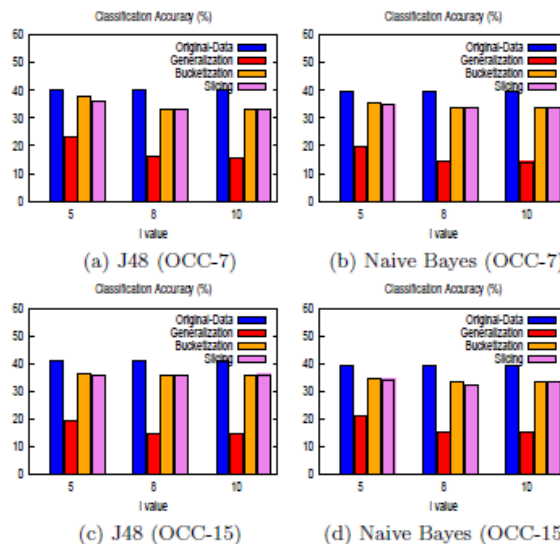 Classification Accuracy (%)
60
50
40
30
20
10
0
Original-Data
Generalization
Bucketization
Slicing
5 8 10
l value
(a) J48 (OCC-7)
Classification Accuracy (%)
60
50
40
30
20
10
0
Original-Data
Generalization
Bucketization
Slicing
5 8 10
l value
(b) Naive Bayes (OCC-7)
Classification Accuracy (%)
60
50
40
30
20
10
0
Original-Data
Generalization
Bucketization
Slicing
5 8 10
l value
(c) J48 (OCC-15)
Classification Accuracy (%)
60
50
40
30
20
10
0
Original-Data
Generalization
Bucketization
Slicing
5 8 10
l value
(d) Naive Bayes (OCC-15